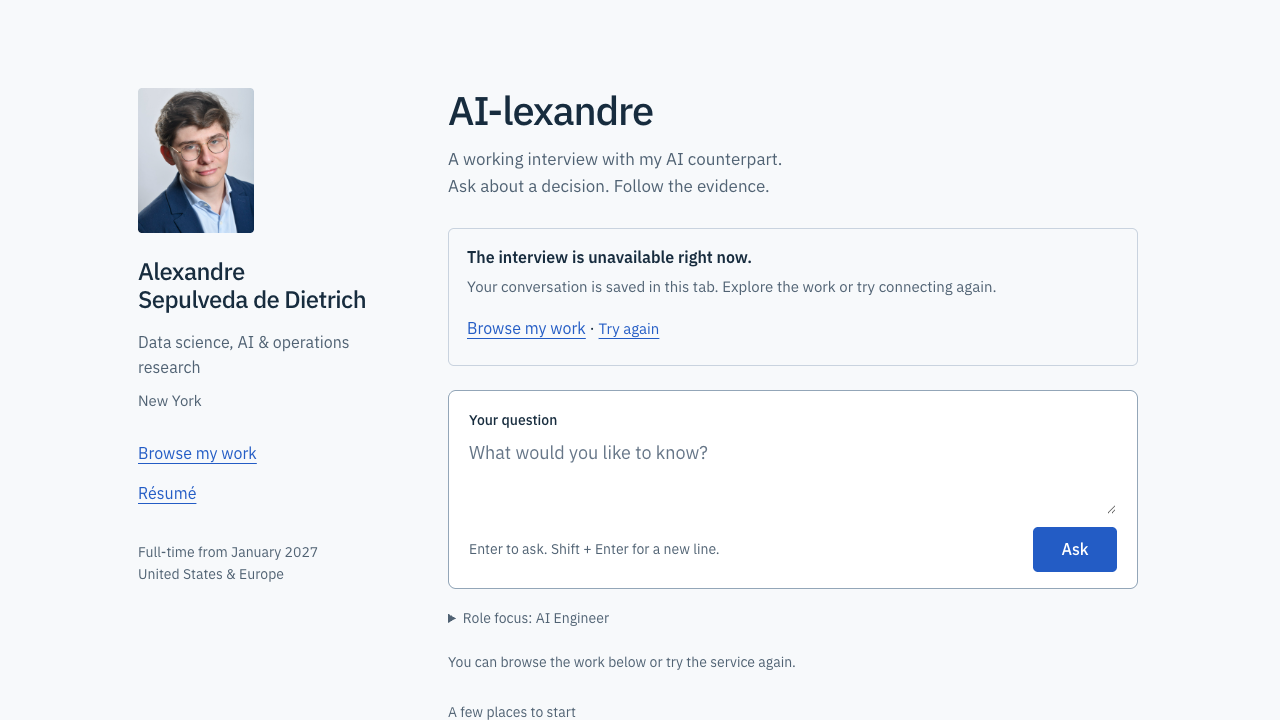 Alexandre
Sepulveda de Dietrich
Data science, AI & operations
research
New York
Browse my work
Résumé
Full-time from January 2027
United States & Europe
AI-lexandre
A working interview with my AI counterpart.
Ask about a decision. Follow the evidence.
The interview is unavailable right now.
Your conversation is saved in this tab. Explore the work or try connecting again.
Browse my work · Try again
Your question
What would you like to know?
Enter to ask. Shift + Enter for a new line.
Ask
Role focus: AI Engineer
You can browse the work below or try the service again.
A few places to start